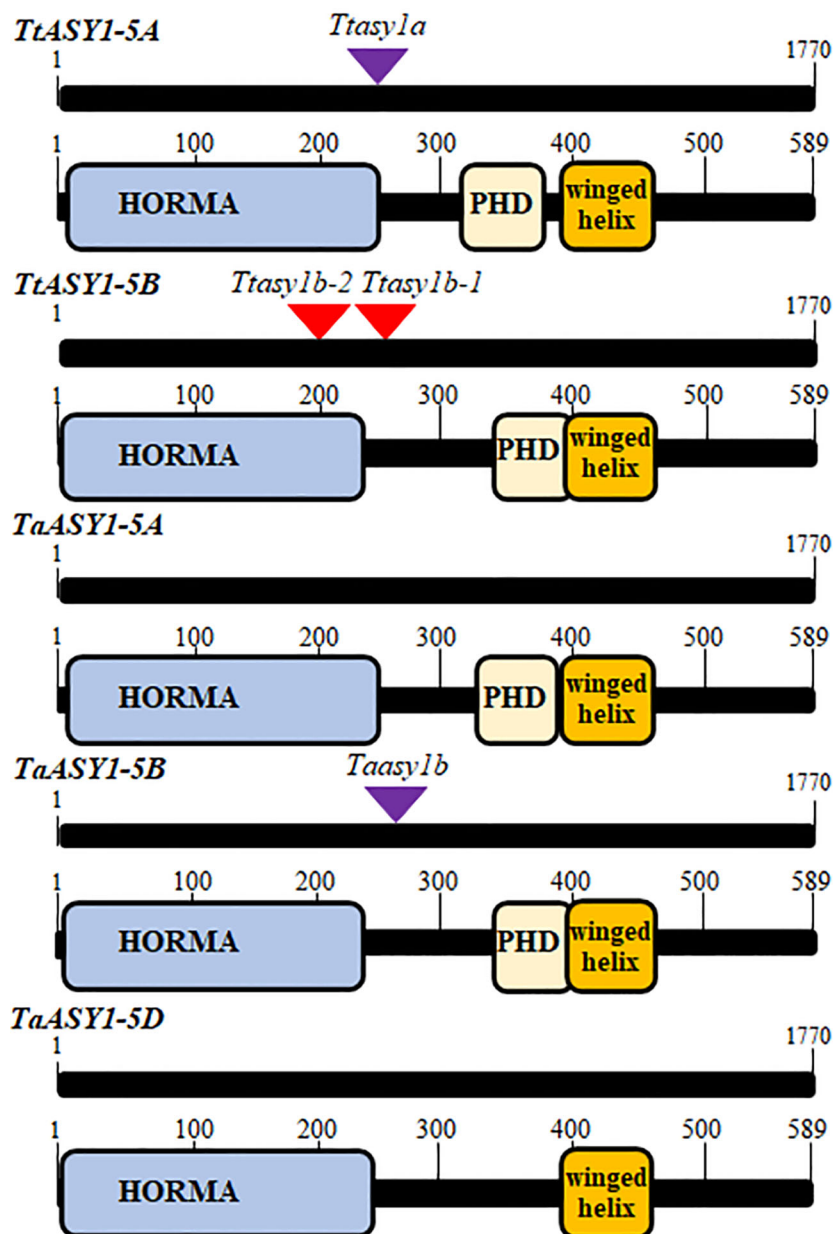 TtASY1-5A
Ttasy1a
1 1770
1 100 200 300 400 500 589
HORMA PHD winged helix
TtASY1-5B
Ttasy1b-2 Ttasy1b-1
1 1770
1 100 200 300 400 500 589
HORMA PHD winged helix
TaASY1-5A
1 1770
1 100 200 300 400 500 589
HORMA PHD winged helix
TaASY1-5B
Taasy1b
1 1770
1 100 200 300 400 500 589
HORMA PHD winged helix
TaASY1-5D
1 1770
1 100 200 300 400 500 589
HORMA winged helix